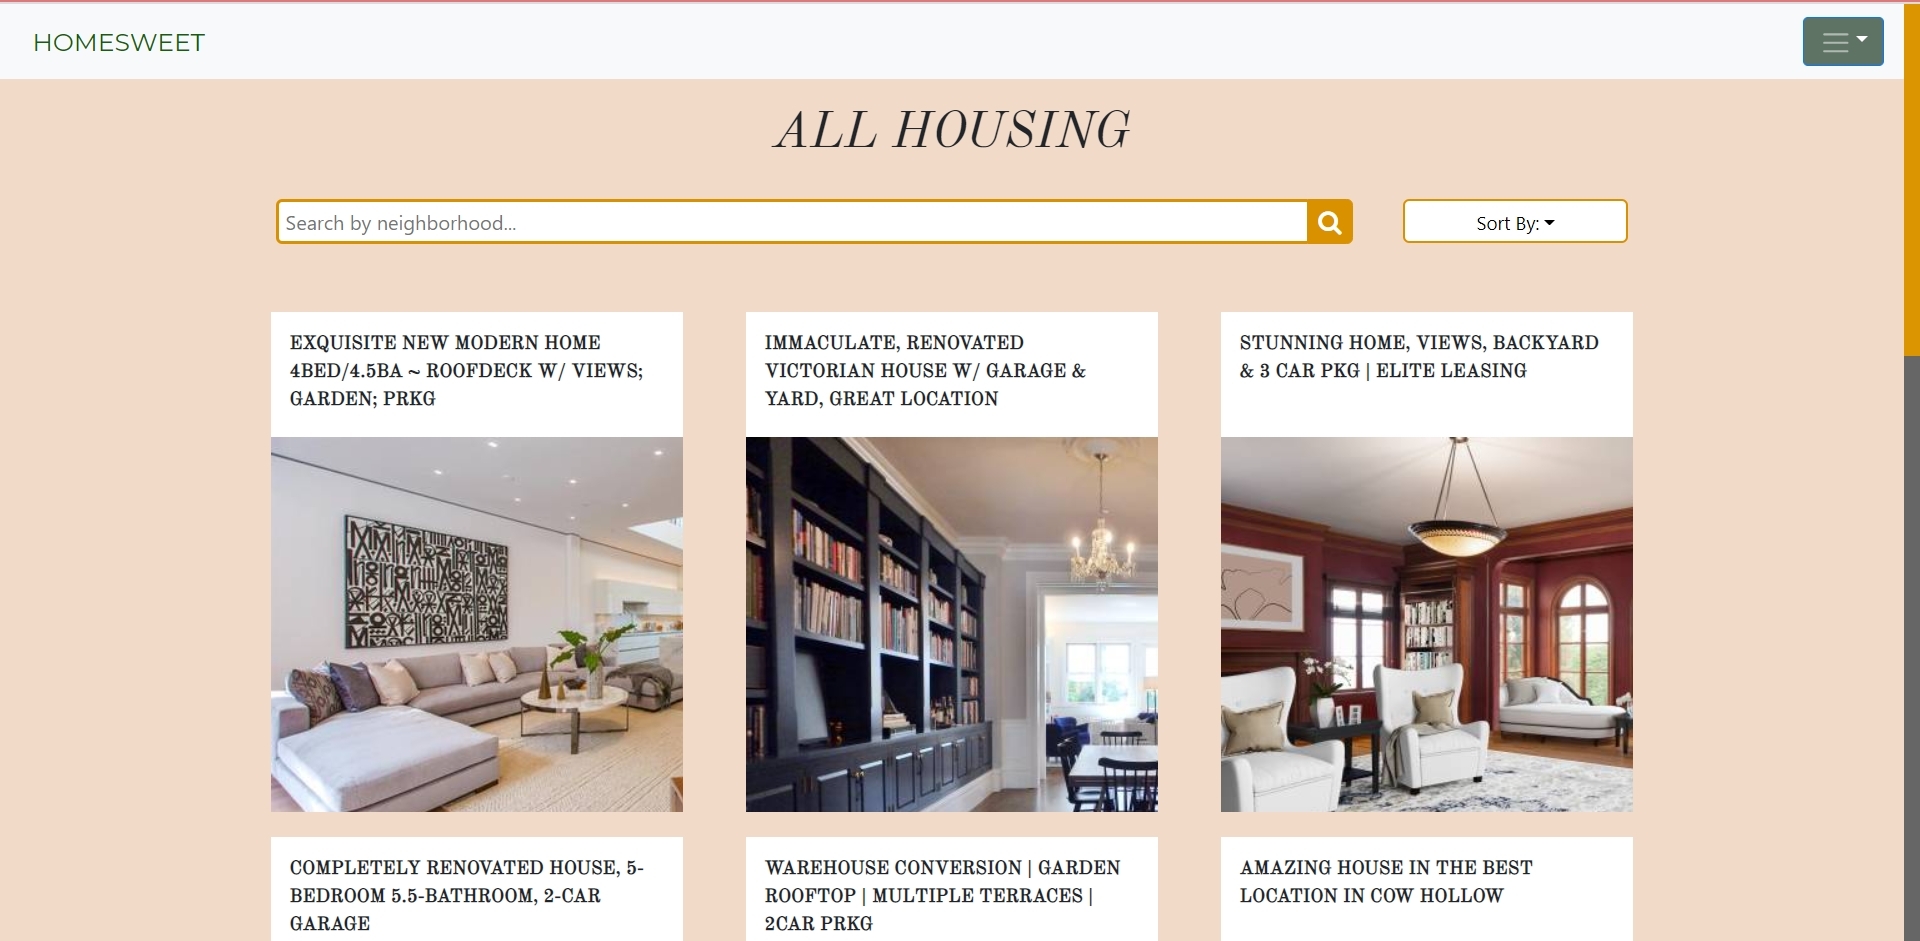 HOMESWEET
ALL HOUSING
Search by neighborhood...
Sort By:
EXQUISITE NEW MODERN HOME
4BED/4.5BA ~ ROOFDECK W/ VIEWS;
GARDEN; PRKG
IMMACULATE, RENOVATED
VICTORIAN HOUSE W/ GARAGE &
YARD, GREAT LOCATION
STUNNING HOME, VIEWS, BACKYARD
& 3 CAR PKG | ELITE LEASING
COMPLETELY RENOVATED HOUSE, 5-
BEDROOM 5.5-BATHROOM, 2-CAR
GARAGE
WAREHOUSE CONVERSION | GARDEN
ROOFTOP | MULTIPLE TERRACES |
2CAR PRKG
AMAZING HOUSE IN THE BEST
LOCATION IN COW HOLLOW